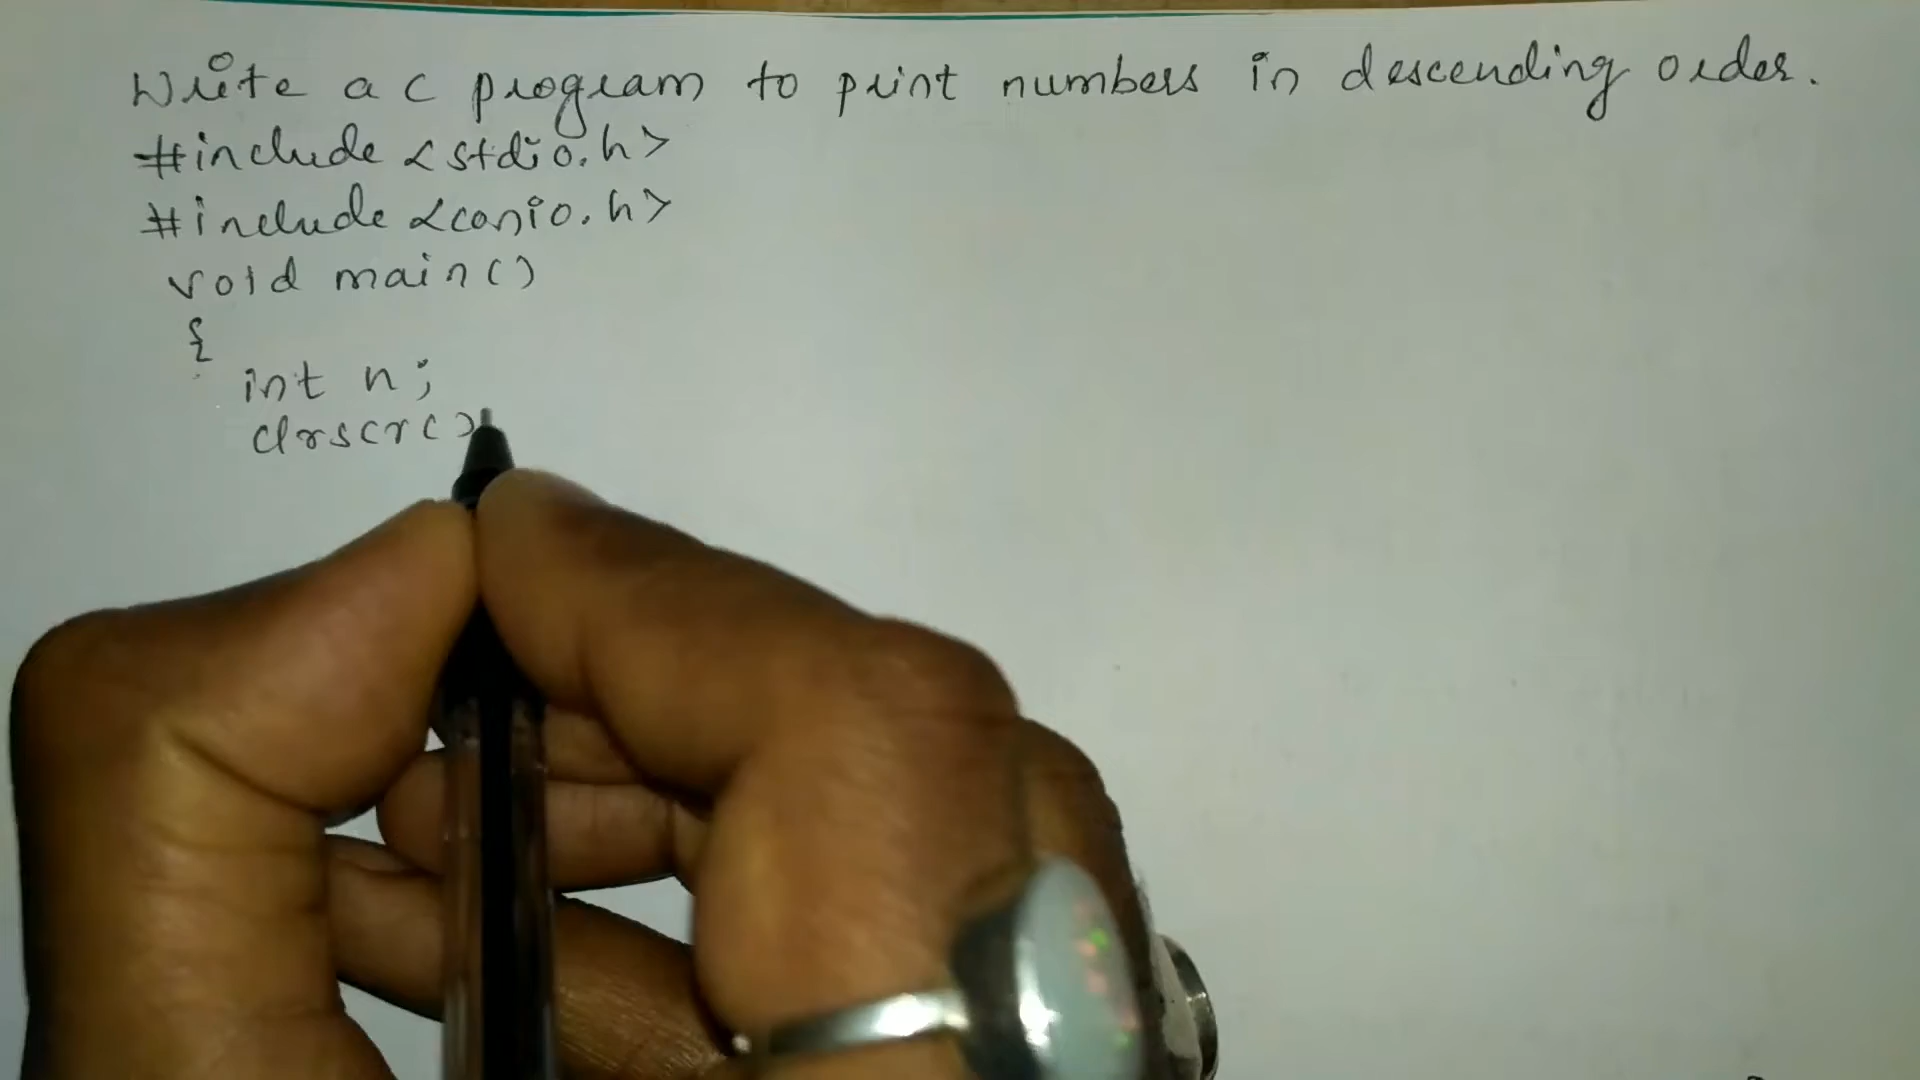 Write a c program to print numbers in descending order.
#include <stdio.h>
#include <conio.h>
void main()
{
int n;
clrscr()